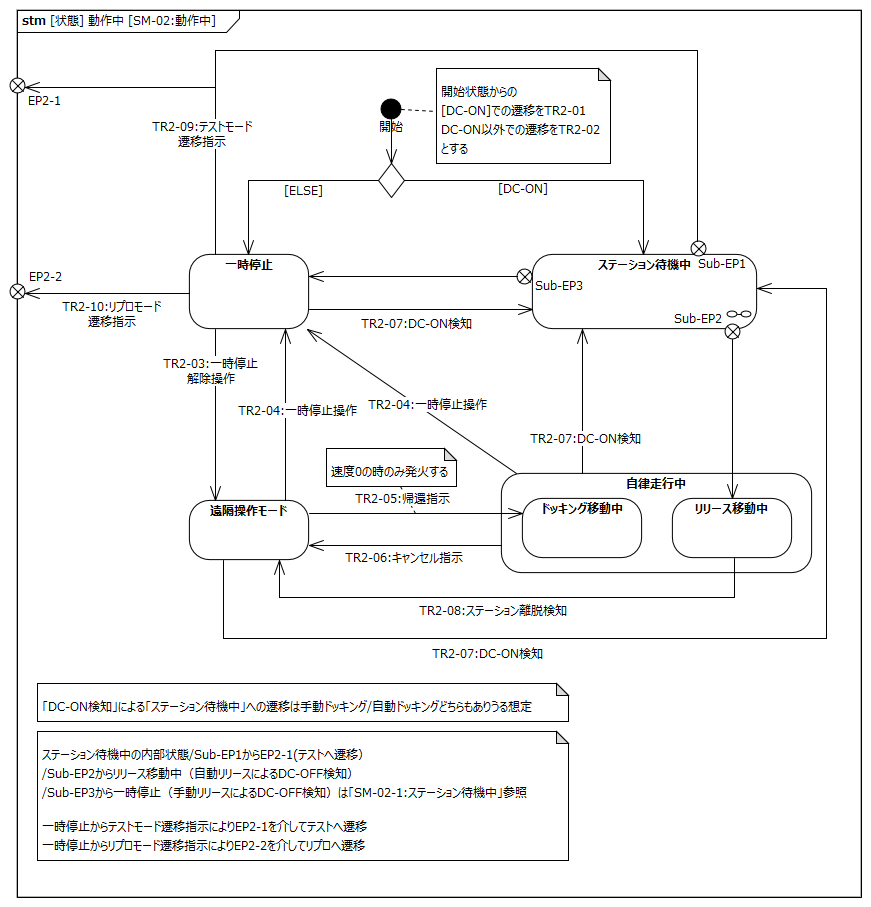 stm [状態] 動作中 [SM-02:動作中]
EP2-1
開始状態からの
[DC-ON]での遷移をTR2-01
DC-ON以外での遷移をTR2-02
とする
開始
TR2-09:テストモード
遷移指示
[ELSE]
[DC-ON]
EP2-2
一時停止
ステーション待機中
Sub-EP1
Sub-EP3
TR2-10:リプロモード
遷移指示
TR2-07:DC-ON検知
Sub-EP2
TR2-03:一時停止
解除操作
TR2-04:一時停止操作
TR2-04:一時停止操作
TR2-07:DC-ON検知
速度0の時のみ発火する
自律走行中
TR2-05:帰還指示
遠隔操作モード
ドッキング移動中
リリース移動中
TR2-06:キャンセル指示
TR2-08:ステーション離脱検知
TR2-07:DC-ON検知
「DC-ON検知」による「ステーション待機中」への遷移は手動ドッキング/自動ドッキングどちらもありうる想定
ステーション待機中の内部状態/Sub-EP1からEP2-1(テストへ遷移)
/Sub-EP2からリリース移動中（自動リリースによるDC-OFF検知）
/Sub-EP3から一時停止（手動リリースによるDC-OFF検知）は「SM-02-1:ステーション待機中」参照
一時停止からテストモード遷移指示によりEP2-1を介してテストへ遷移
一時停止からリプロモード遷移指示によりEP2-2を介してリプロへ遷移